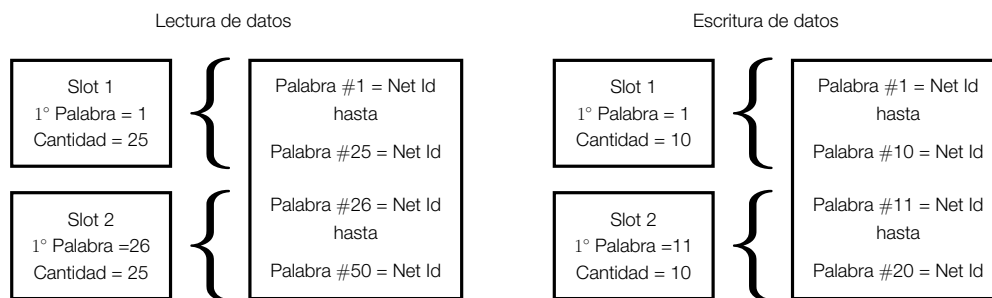 Lectura de datos
Slot 1
1° Palabra = 1
Cantidad = 25
Palabra #1 = Net Id
hasta
Palabra #25 = Net Id
Slot 2
1° Palabra =26
Cantidad = 25
Palabra #26 = Net Id
hasta
Palabra #50 = Net Id
Escritura de datos
Slot 1
1° Palabra = 1
Cantidad = 10
Palabra #1 = Net Id
hasta
Palabra #10 = Net Id
Slot 2
1° Palabra =11
Cantidad = 10
Palabra #11 = Net Id
hasta
Palabra #20 = Net Id